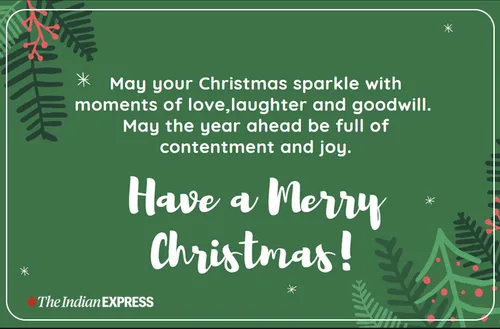 May your Christmas sparkle with
moments of love,laughter and goodwill.
May the year ahead be full of
contentment and joy.
Have a Merry
Christmas!
The Indian EXPRESS